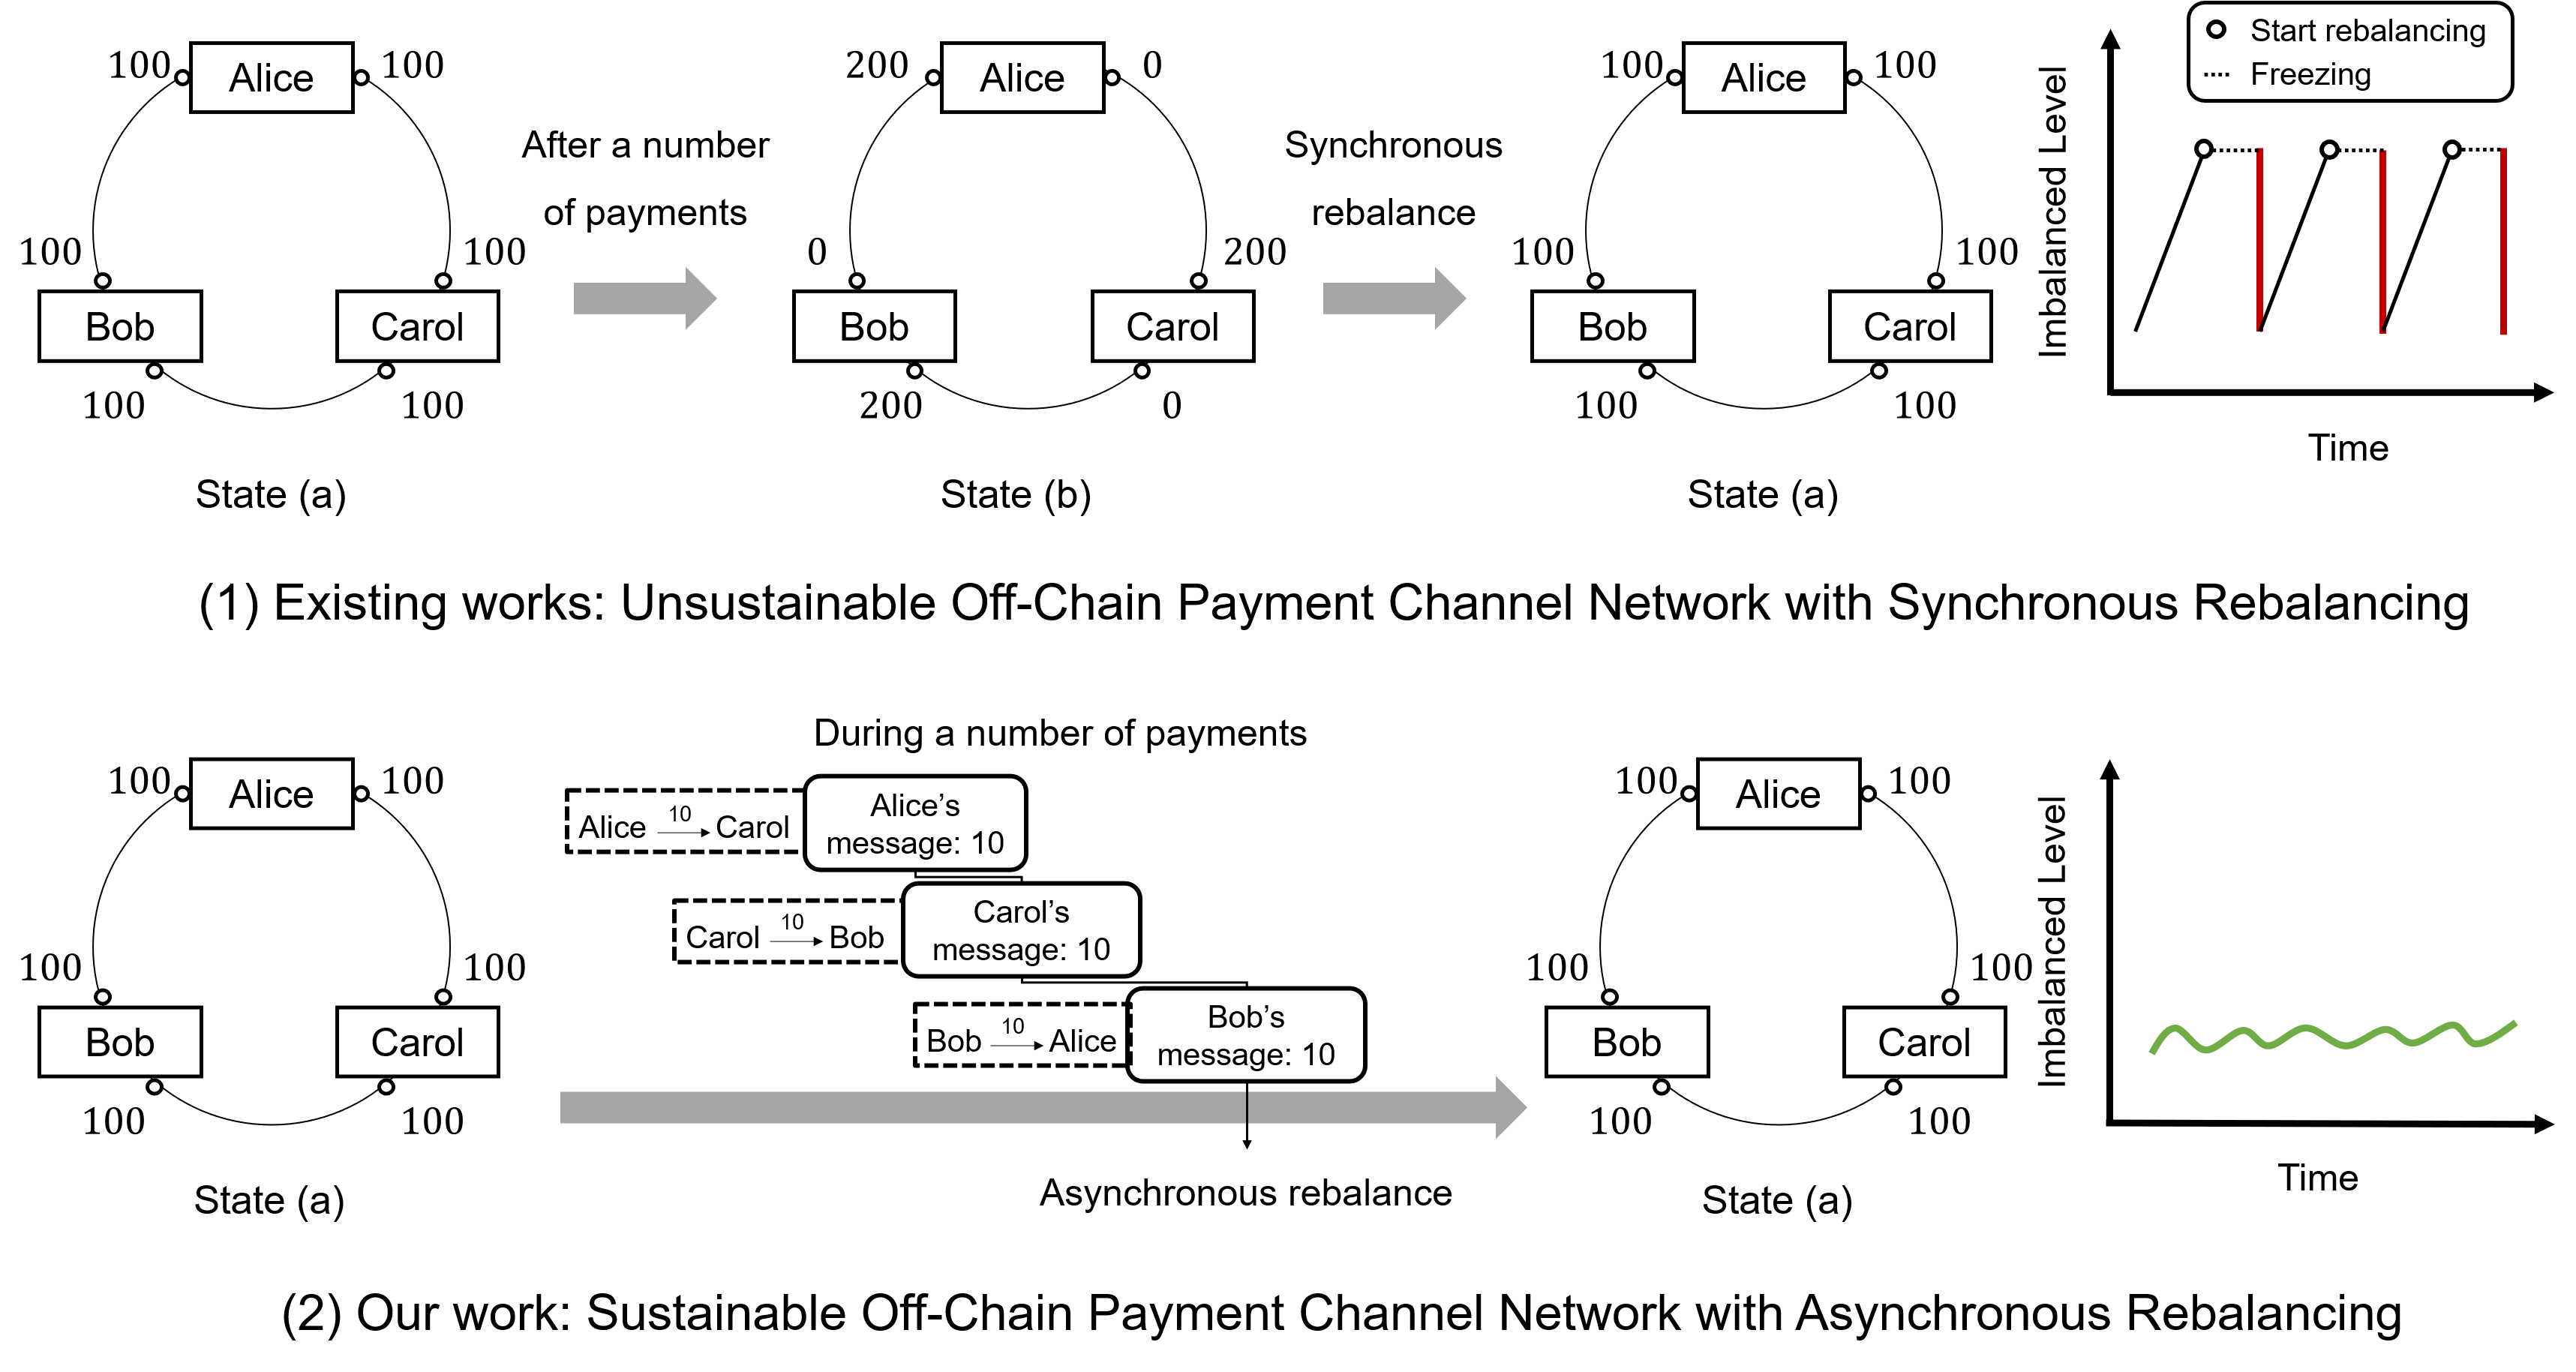 100 Alice 100
100 100
Bob Carol
100 100
State (a)
After a number
of payments
200 Alice 0
0 200
Bob Carol
200 0
State (b)
Synchronous
rebalance
100 Alice 100
100 100
Bob Carol
100 100
State (a)
Start rebalancing
Freezing
Imbalanced Level
Time
(1) Existing works: Unsustainable Off-Chain Payment Channel Network with Synchronous Rebalancing
100 Alice 100
100 100
Bob Carol
100 100
State (a)
During a number of payments
10
Alice Carol
Alice's
message: 10
10
Carol Bob
Carol's
message: 10
10
Bob Alice
Bob's
message: 10
Asynchronous rebalance
100 Alice 100
100 100
Bob Carol
100 100
State (a)
Imbalanced Level
Time
(2) Our work: Sustainable Off-Chain Payment Channel Network with Asynchronous Rebalancing